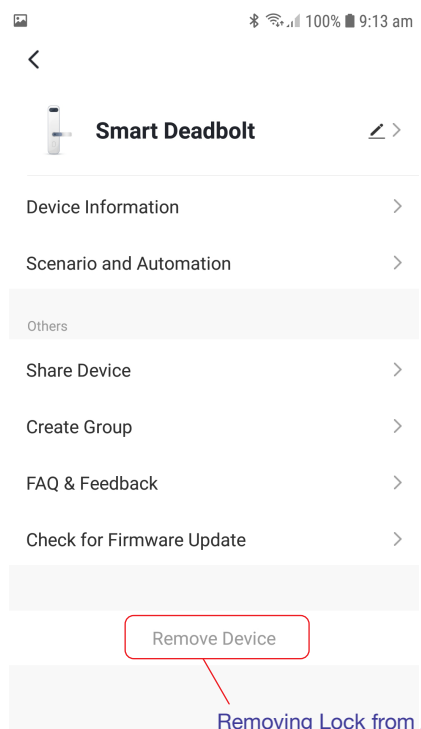 100% 9:13 am
Smart Deadbolt
Device Information
Scenario and Automation
Others
Share Device
Create Group
FAQ & Feedback
Check for Firmware Update
Remove Device
Removing Lock from